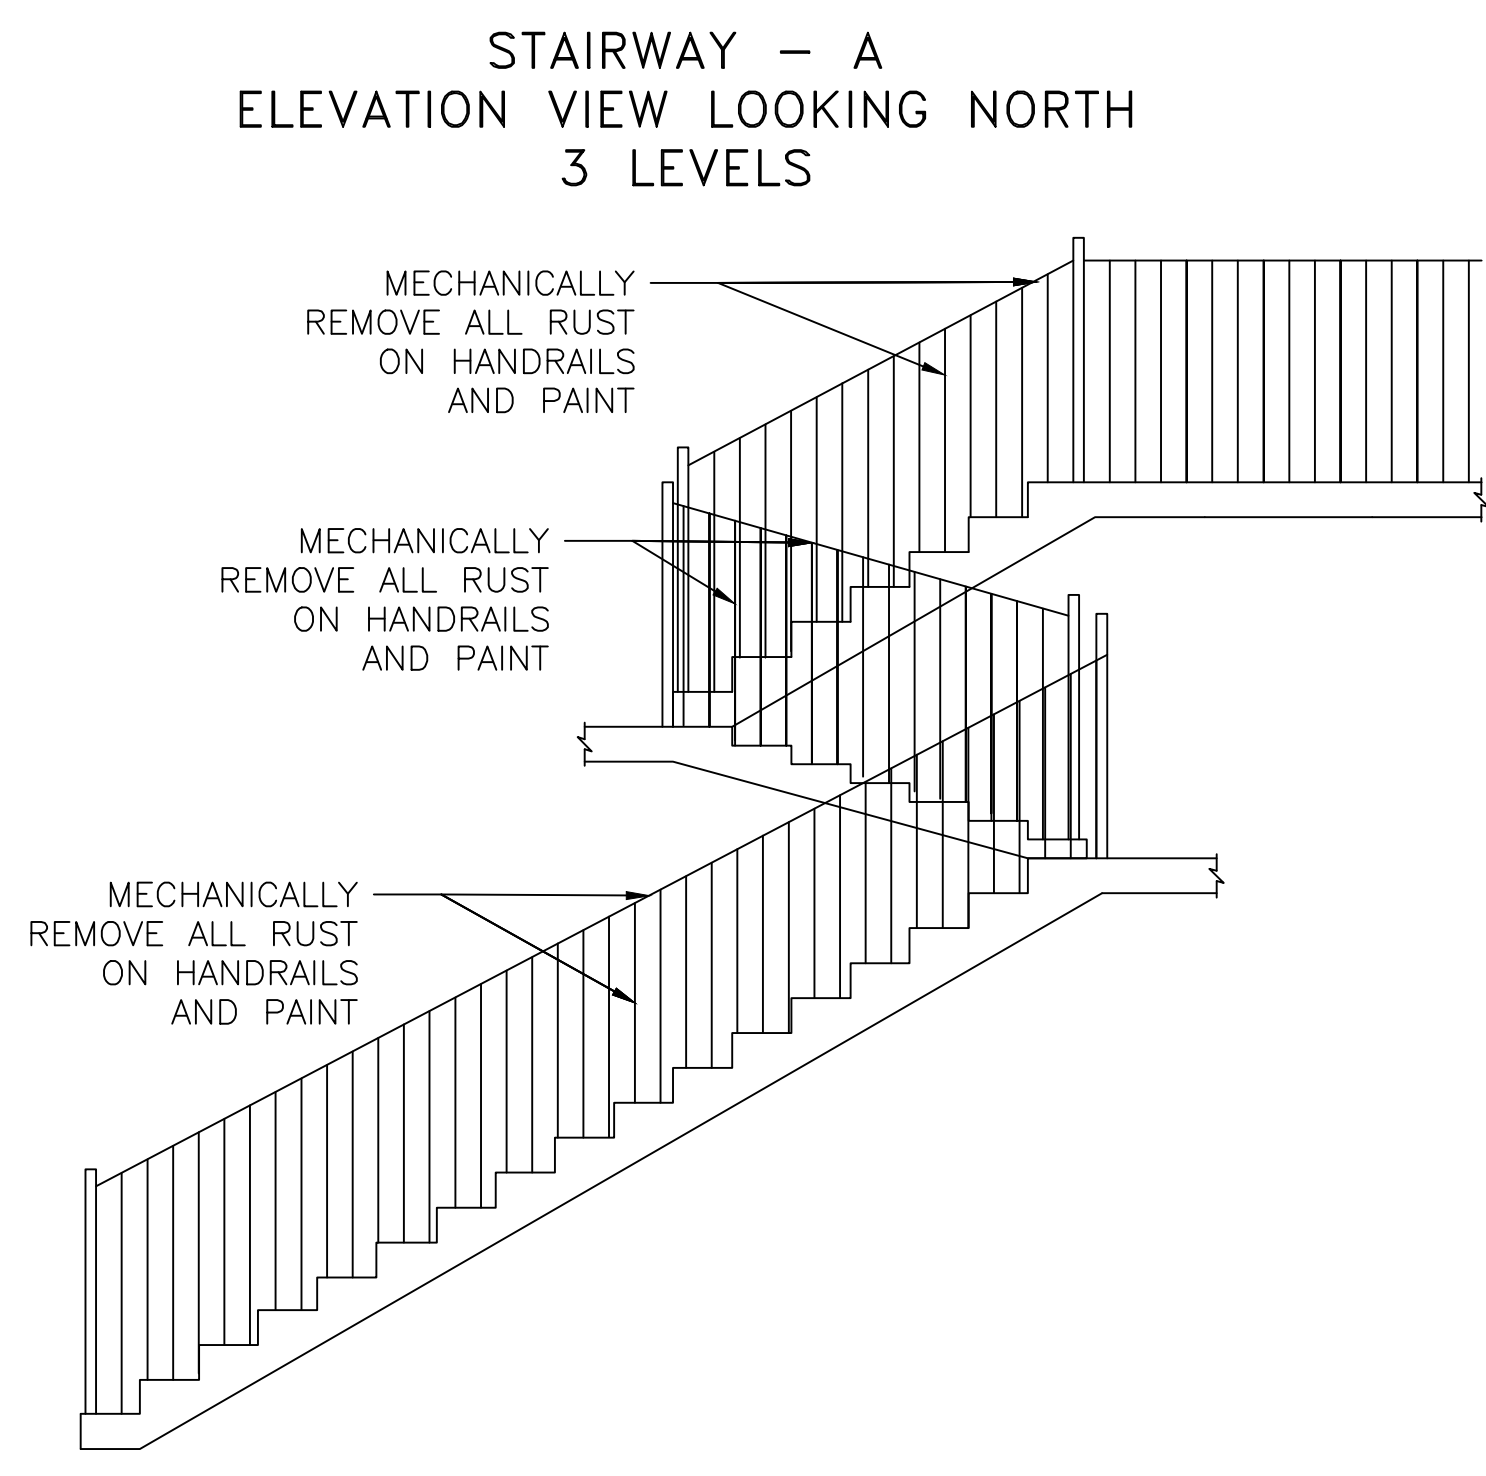 STAIRWAY – A
ELEVATION VIEW LOOKING NORTH
3 LEVELS
MECHANICALLY
REMOVE ALL RUST
ON HANDRAILS
AND PAINT
MECHANICALLY
REMOVE ALL RUST
ON HANDRAILS
AND PAINT
MECHANICALLY
REMOVE ALL RUST
ON HANDRAILS
AND PAINT